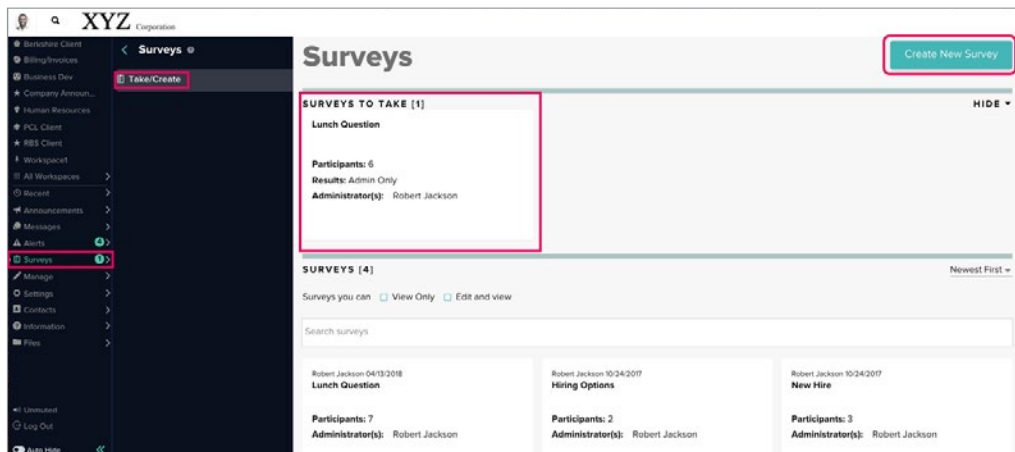 XYZ Corporation
Berkshire Client
Billing/Invoices
Business Dev
Company Announ...
Human Resources
PCL Client
RBS Client
Workspace1
All Workspaces
Recent
Announcements
Messages
Alerts 4
Surveys 1
Manage
Settings
Contacts
Information
Files
Unmuted
Log Out
Auto Hide
Surveys
Take/Create
Surveys
Create New Survey
SURVEYS TO TAKE [1]
HIDE
Lunch Question
Participants: 6
Results: Admin Only
Administrator(s): Robert Jackson
SURVEYS [4]
Newest First
Surveys you can View Only Edit and view
Search surveys
Robert Jackson 04/13/2018
Lunch Question
Participants: 7
Administrator(s): Robert Jackson
Robert Jackson 10/24/2017
Hiring Options
Participants: 2
Administrator(s): Robert Jackson
Robert Jackson 10/24/2017
New Hire
Participants: 3
Administrator(s): Robert Jackson